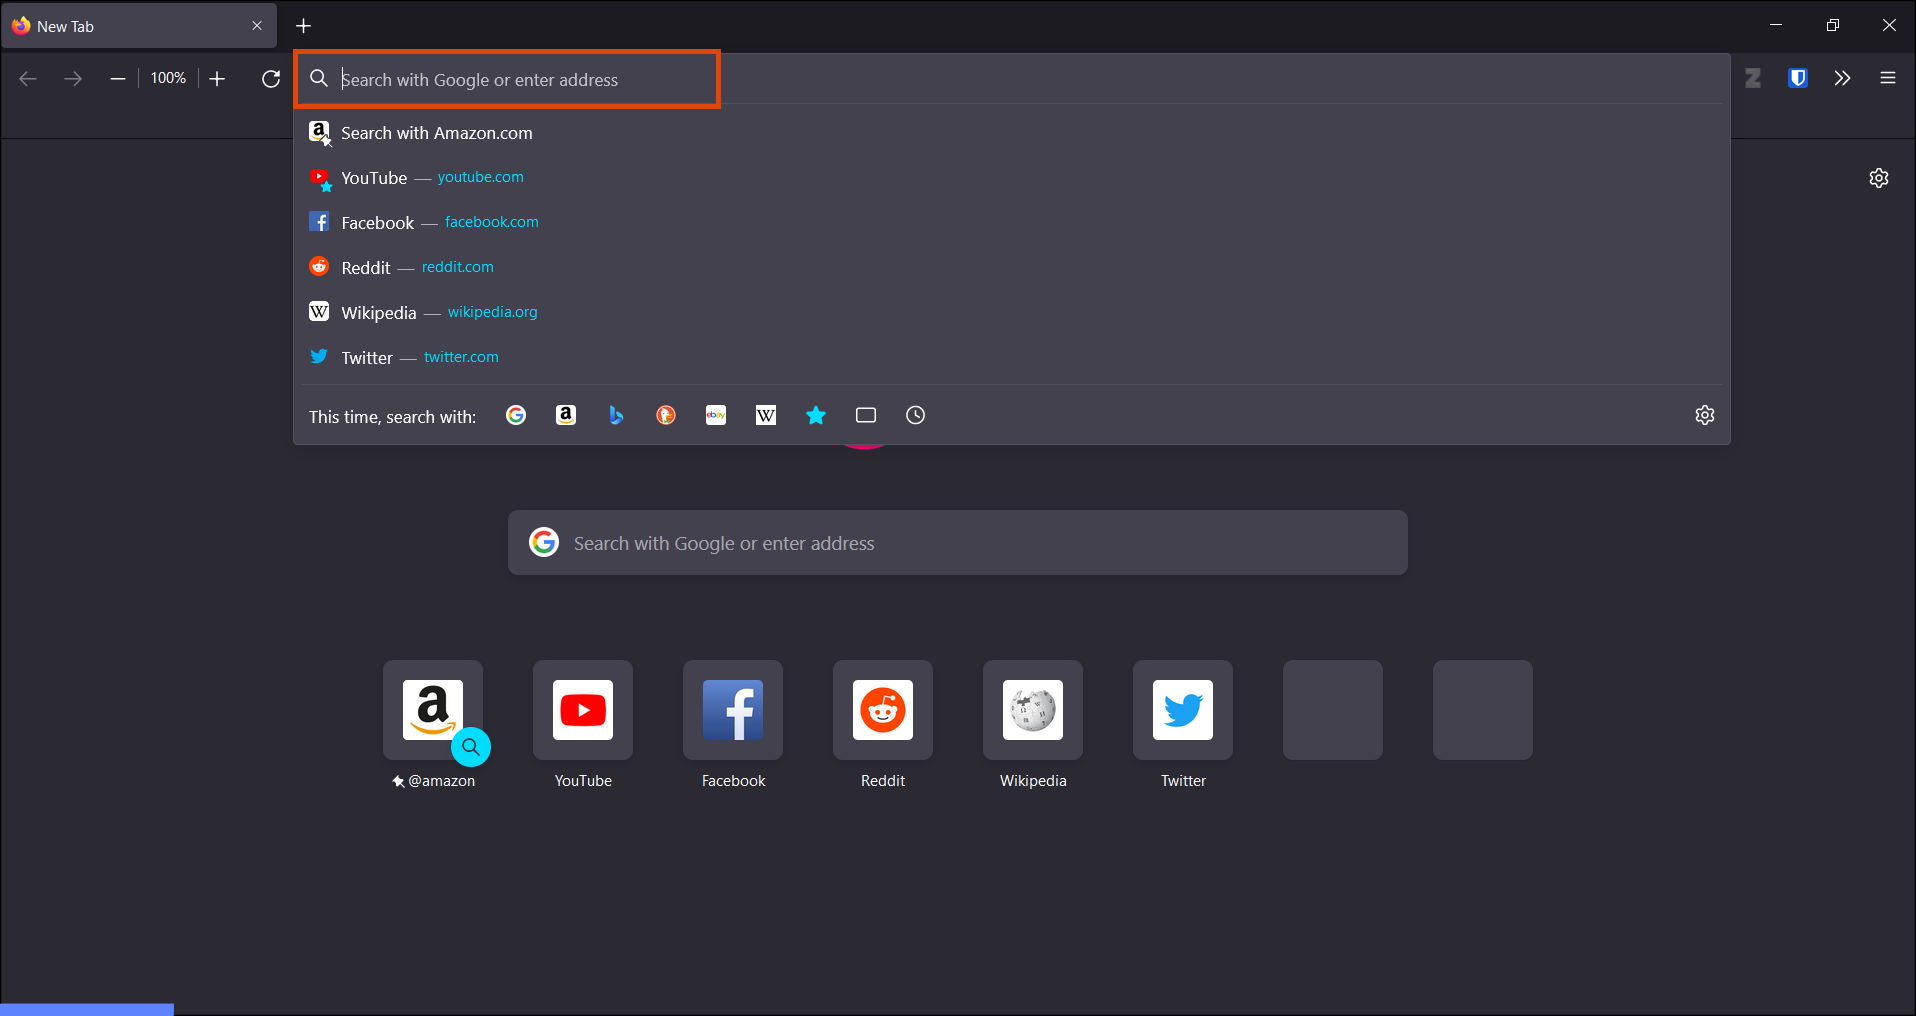 New Tab
100%
Search with Google or enter address
Search with Amazon.com
YouTube — youtube.com
Facebook — facebook.com
Reddit — reddit.com
Wikipedia — wikipedia.org
Twitter — twitter.com
This time, search with:
Search with Google or enter address
@amazon YouTube Facebook Reddit Wikipedia Twitter